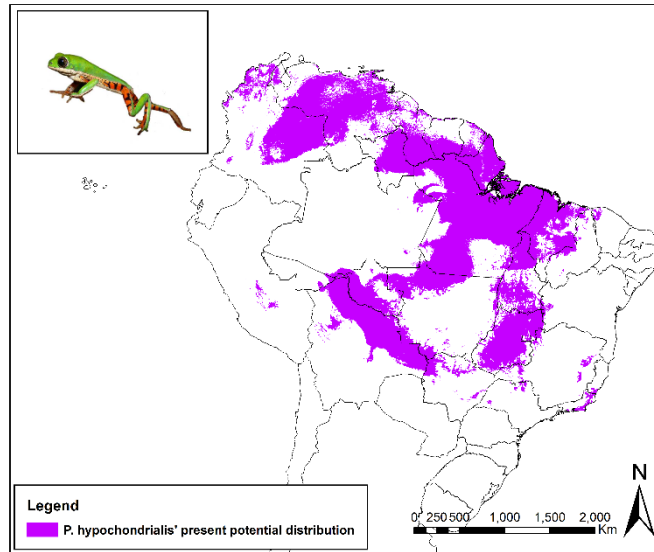 N
Legend
P. hypochondrialis' present potential distribution
0 250 500 1,000 1,500 2,000
Km